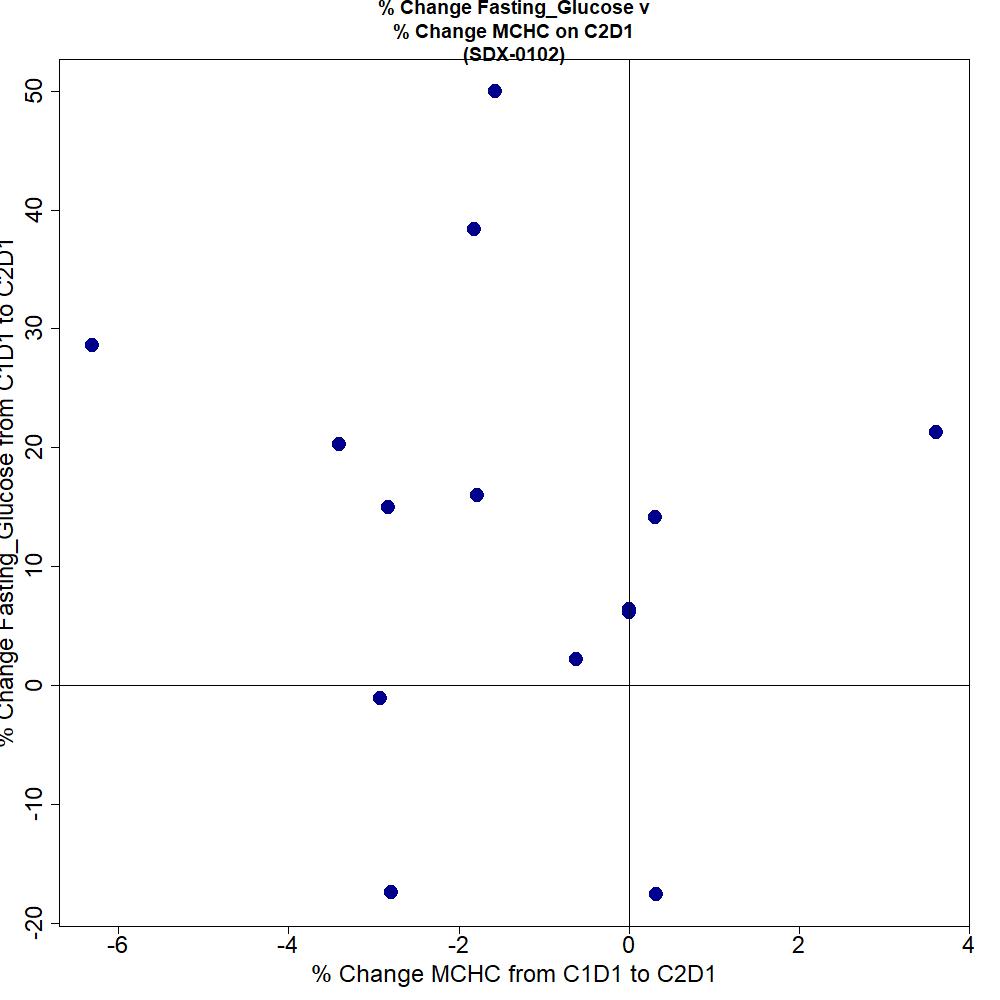 % Change Fasting_Glucose v
% Change MCHC on C2D1
(SDX-0102)
% Change Fasting_Glucose from C1D1 to C2D1
50
40
30
20
10
0
-10
-20
-6
-4
-2
0
2
4
% Change MCHC from C1D1 to C2D1